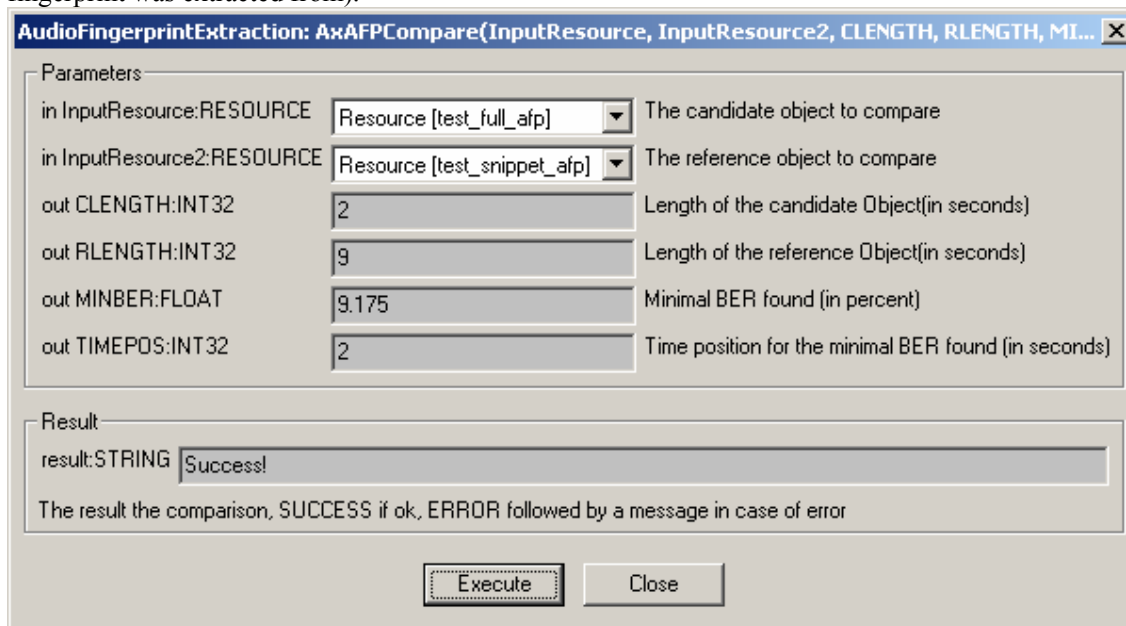 fingerprint was extracted from).
AudioFingerprintExtraction: AxAFPCompare(InputResource, InputResource2, CLENGTH, RLENGTH, MI...
Parameters
in InputResource:RESOURCE Resource [test_full_afp] The candidate object to compare
in InputResource2:RESOURCE Resource [test_snippet_afp] The reference object to compare
out CLENGTH:INT32 2 Length of the candidate Object(in seconds)
out RLENGTH:INT32 9 Length of the reference Object(in seconds)
out MINBER:FLOAT 9.175 Minimal BER found (in percent)
out TIMEPOS:INT32 2 Time position for the minimal BER found (in seconds)
Result
result:STRING Success!
The result the comparison, SUCCESS if ok, ERROR followed by a message in case of error
Execute Close